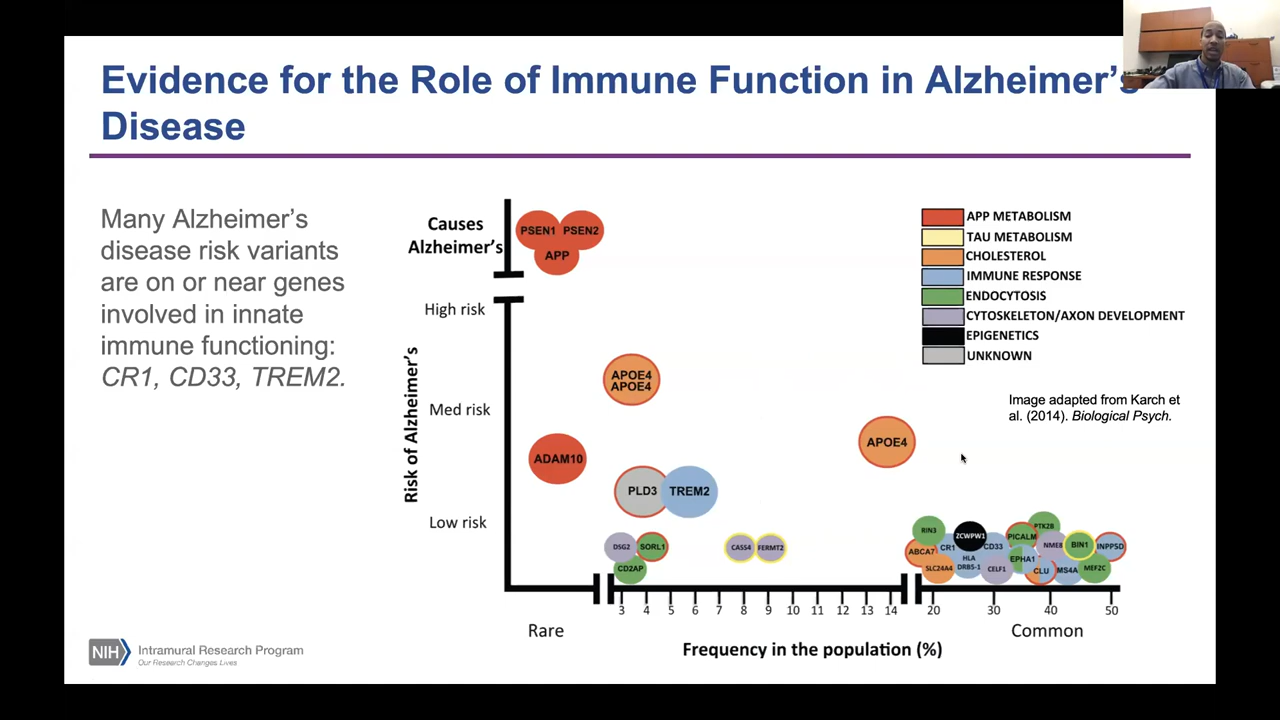 Evidence for the Role of Immune Function in Alzheimer's
Disease
Many Alzheimer's
disease risk variants
are on or near genes
involved in innate
immune functioning:
CR1, CD33, TREM2.
Causes
Alzheimer's
High risk
Med risk
Low risk
Risk of Alzheimer's
PSEN1
PSEN2
APP
APOE4
APOE4
ADAM10
PLD3
TREM2
APOE4
DSG2
SORL1
CD2AP
CASS4
FERMT2
RIN3
ABCA7
CR1
SLC24A4
ZCWPW1
HLA
DRB5-1
CD33
CELF1
PICALM
EPHA1
PTK2B
NME8
CLU
BIN1
MS4A
MEF2C
INPP5D
APP METABOLISM
TAU METABOLISM
CHOLESTEROL
IMMUNE RESPONSE
ENDOCYTOSIS
CYTOSKELETON/AXON DEVELOPMENT
EPIGENETICS
UNKNOWN
Image adapted from Karch et
al. (2014). Biological Psych.
3 4 5 6 7 8 9 10 11 12 13 14 20 30 40 50
Rare
Common
Frequency in the population (%)
NIH
Intramural Research Program
Our Research Changes Lives